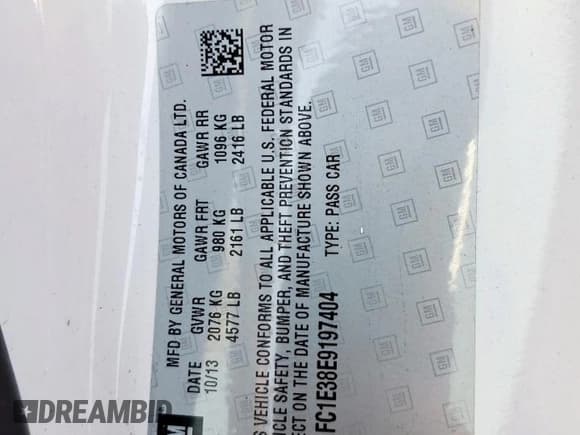 MFD BY GENERAL MOTORS OF CANADA LTD.
DATE GVWR GAWR FRT GAWR RR
10/13 2076 KG 980 KG 1096 KG
4577 LB 2161 LB 2416 LB
S VEHICLE CONFORMS TO ALL APPLICABLE U.S. FEDERAL MOTOR
ICLE SAFETY, BUMPER, AND THEFT PREVENTION STANDARDS IN
ECT ON THE DATE OF MANUFACTURE SHOWN ABOVE.
FC1E38E9197404 TYPE: PASS CAR
GM
DREAMBID